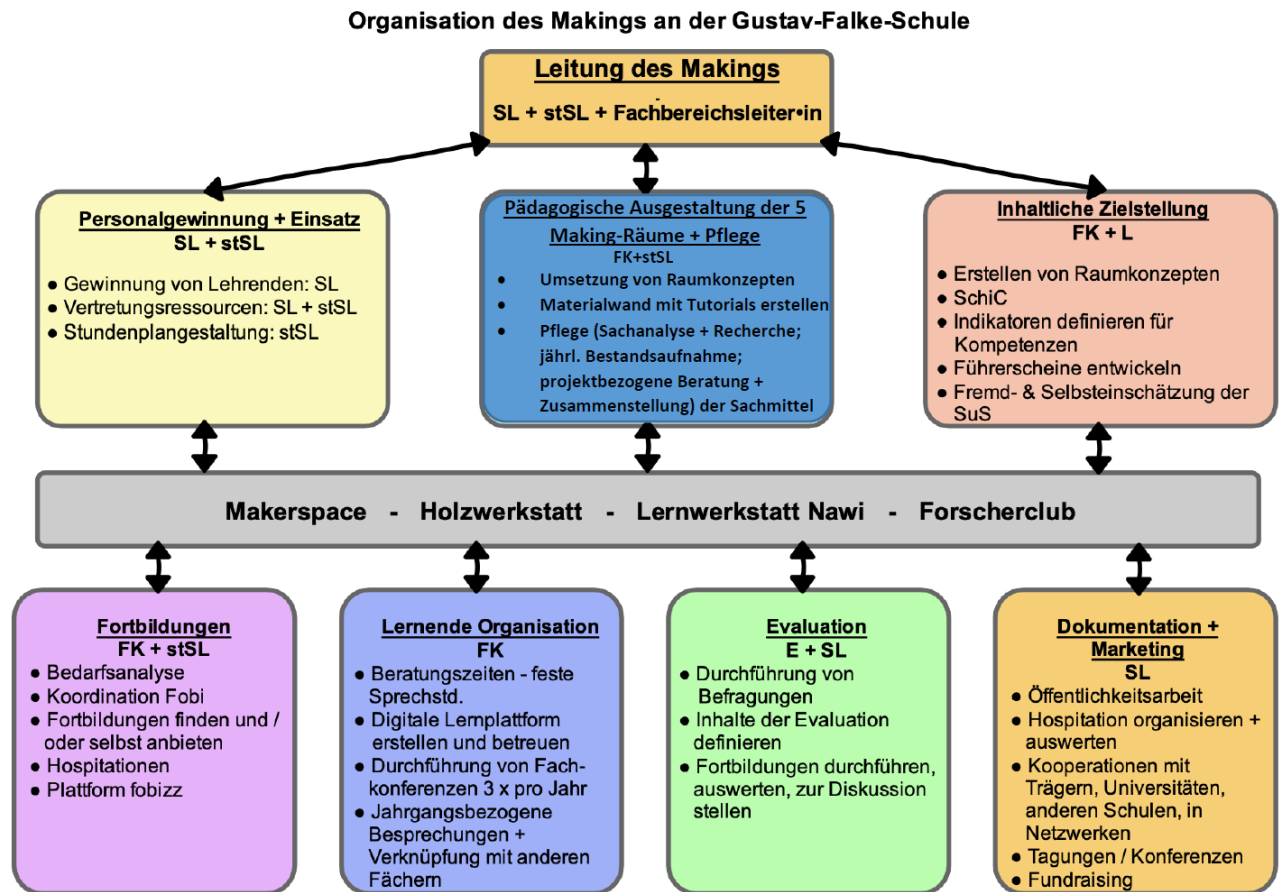 Organisation des Makings an der Gustav-Falke-Schule
Leitung des Makings
-
SL + stSL + Fachbereichsleiter•in
Personalgewinnung + Einsatz
SL + stSL
● Gewinnung von Lehrenden: SL
● Vertretungsressourcen: SL + stSL
● Stundenplangestaltung: stSL
Pädagogische Ausgestaltung der 5
Making-Räume + Pflege
FK+stSL
● Umsetzung von Raumkonzepten
● Materialwand mit Tutorials erstellen
● Pflege (Sachanalyse + Recherche;
jährl. Bestandsaufnahme;
projektbezogene Beratung +
Zusammenstellung) der Sachmittel
Inhaltliche Zielstellung
FK + L
● Erstellen von Raumkonzepten
● SchiC
● Indikatoren definieren für
Kompetenzen
● Führerscheine entwickeln
● Fremd- & Selbsteinschätzung der
SuS
Makerspace - Holzwerkstatt - Lernwerkstatt Nawi - Forscherclub
Fortbildungen
FK + stSL
● Bedarfsanalyse
● Koordination Fobi
● Fortbildungen finden und /
oder selbst anbieten
● Hospitationen
● Plattform fobizz
Lernende Organisation
FK
● Beratungszeiten - feste
Sprechstd.
● Digitale Lernplattform
erstellen und betreuen
● Durchführung von Fach-
konferenzen 3 x pro Jahr
● Jahrgangsbezogene
Besprechungen +
Verknüpfung mit anderen
Fächern
Evaluation
E + SL
● Durchführung von
Befragungen
● Inhalte der Evaluation
definieren
● Fortbildungen durchführen,
auswerten, zur Diskussion
stellen
Dokumentation +
Marketing
SL
● Öffentlichkeitsarbeit
● Hospitation organisieren +
auswerten
● Kooperationen mit
Trägern, Universitäten,
anderen Schulen, in
Netzwerken
● Tagungen / Konferenzen
● Fundraising